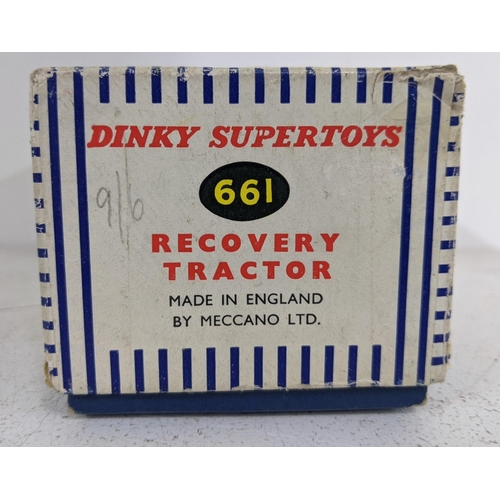 DINKY SUPERTOYS
661
9/6
RECOVERY
TRACTOR
MADE IN ENGLAND
BY MECCANO LTD.